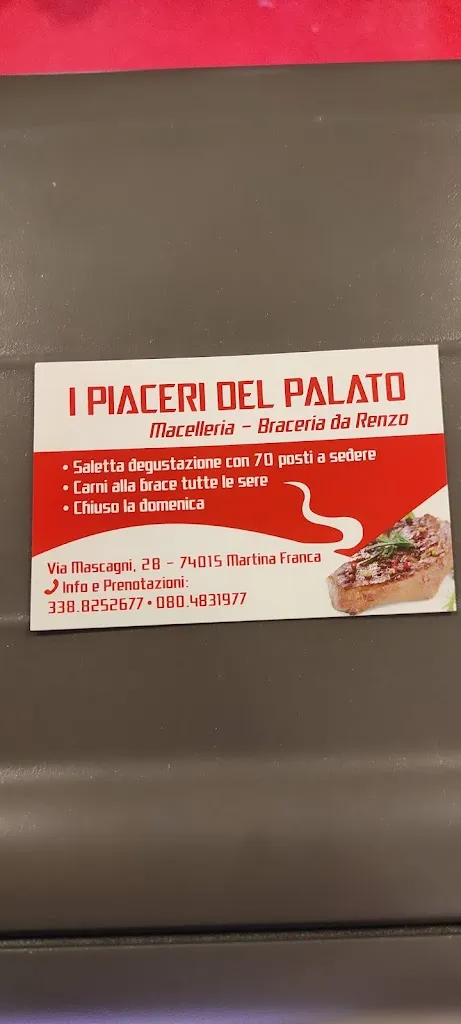 I PIACERI DEL PALATO
Macelleria - Braceria da Renzo
• Saletta degustazione con 70 posti a sedere
• Carni alla brace tutte le sere
• Chiuso la domenica
Via Mascagni, 28 - 74015 Martina Franca
Info e Prenotazioni:
338.8252677 • 080.4831977